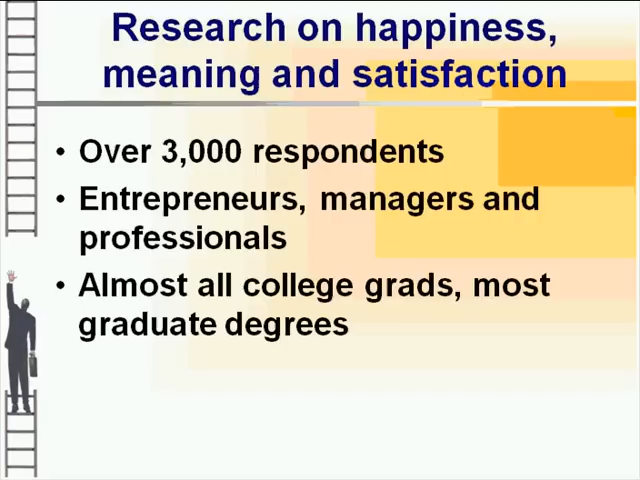 Research on happiness,
meaning and satisfaction
• Over 3,000 respondents
• Entrepreneurs, managers and
professionals
• Almost all college grads, most
graduate degrees